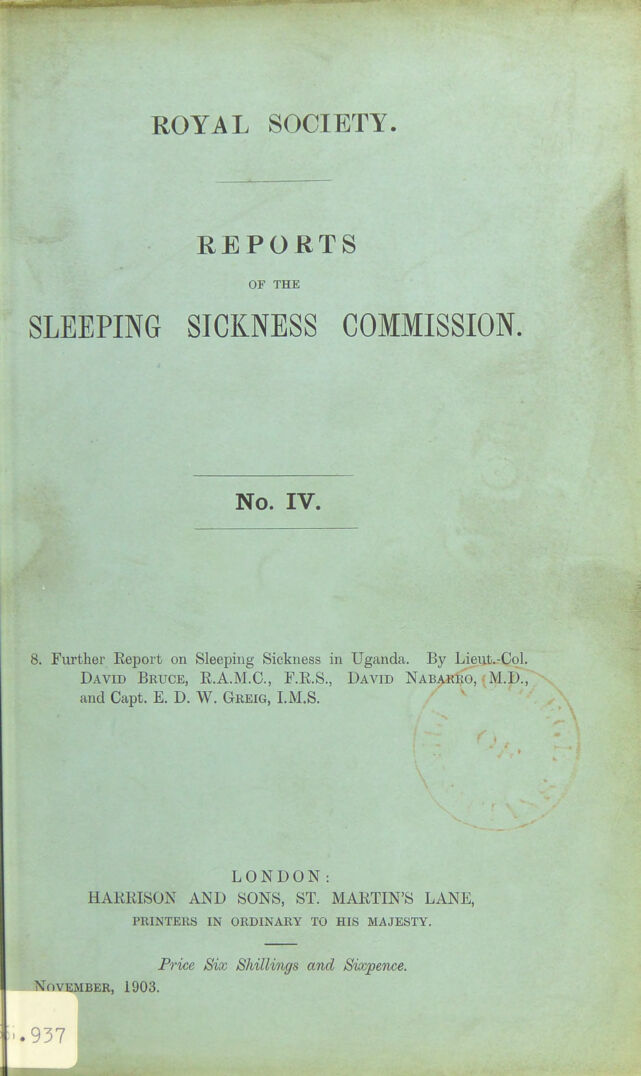 ROYAL SOCIETY.
REPORTS
OF THE
SLEEPING SICKNESS COMMISSION.
No. IV.
8. Further Report on Sleeping Sickness in Uganda. By Lieut.-Col.
DAVID BRUCE, R.A.M.C., F.R.S., DAVID NABARRO, M.D.,
and Capt. E. D. W. GREIG, I.M.S.
OF
LONDON:
HARRISON AND SONS, ST. MARTIN'S LANE,
PRINTERS IN ORDINARY TO HIS MAJESTY.
Price Six Shillings and Sixpence.
NOVEMBER, 1903.
.937